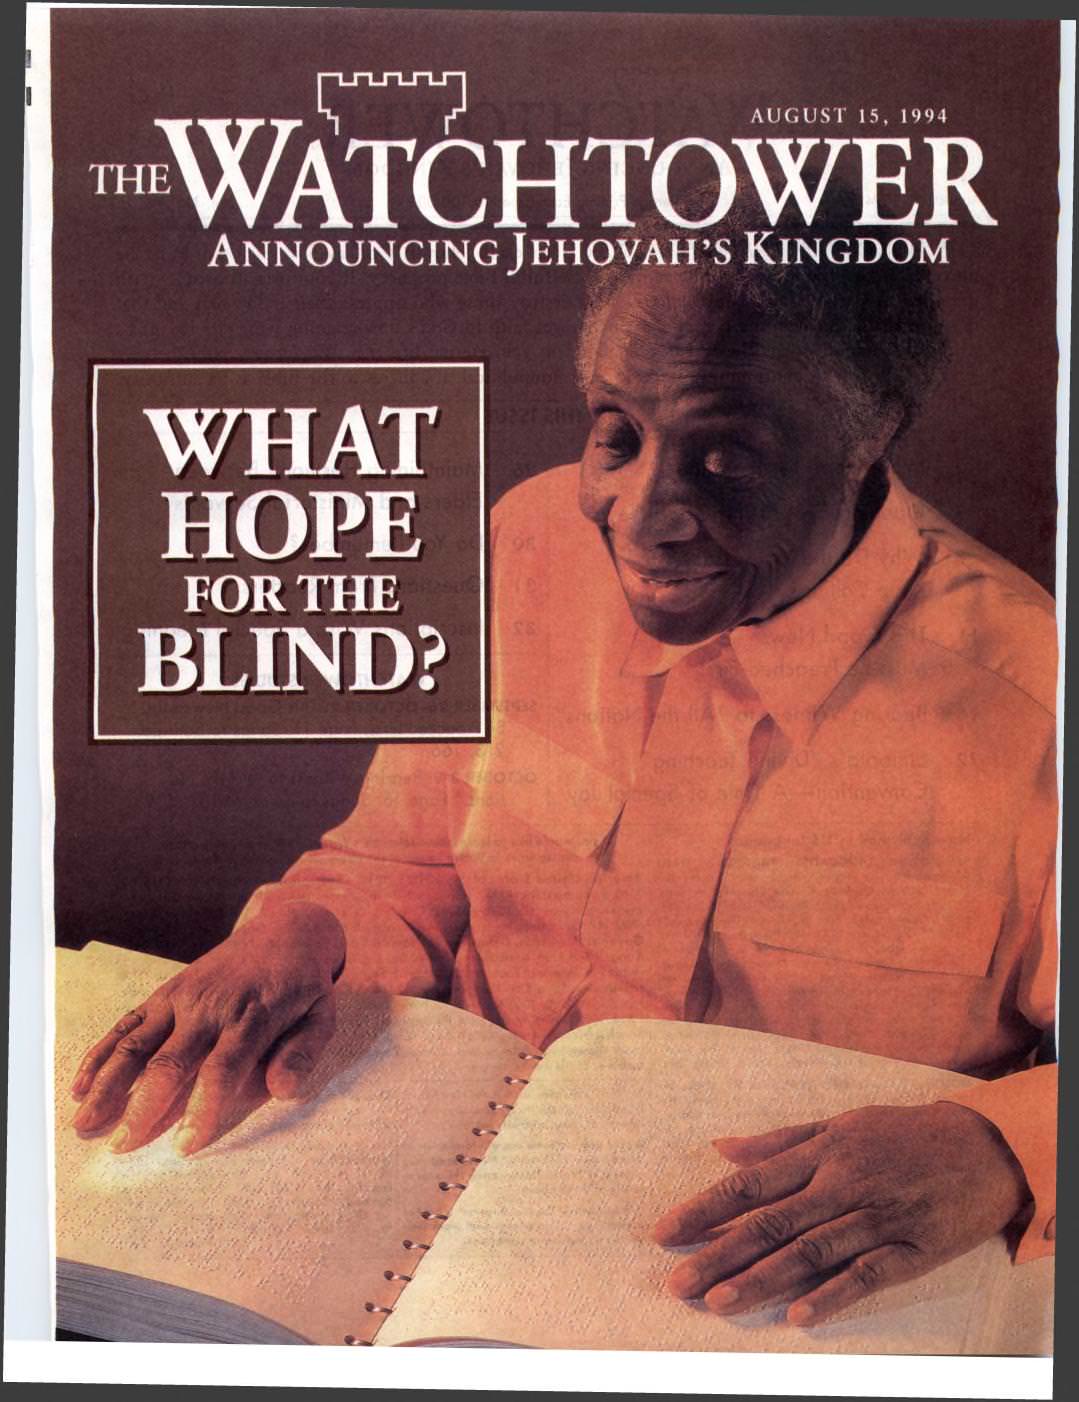 AUGUST 15, 1994
THE WATCHTOWER
ANNOUNCING JEHOVAH'S KINGDOM
WHAT
HOPE
FOR THE
BLIND?